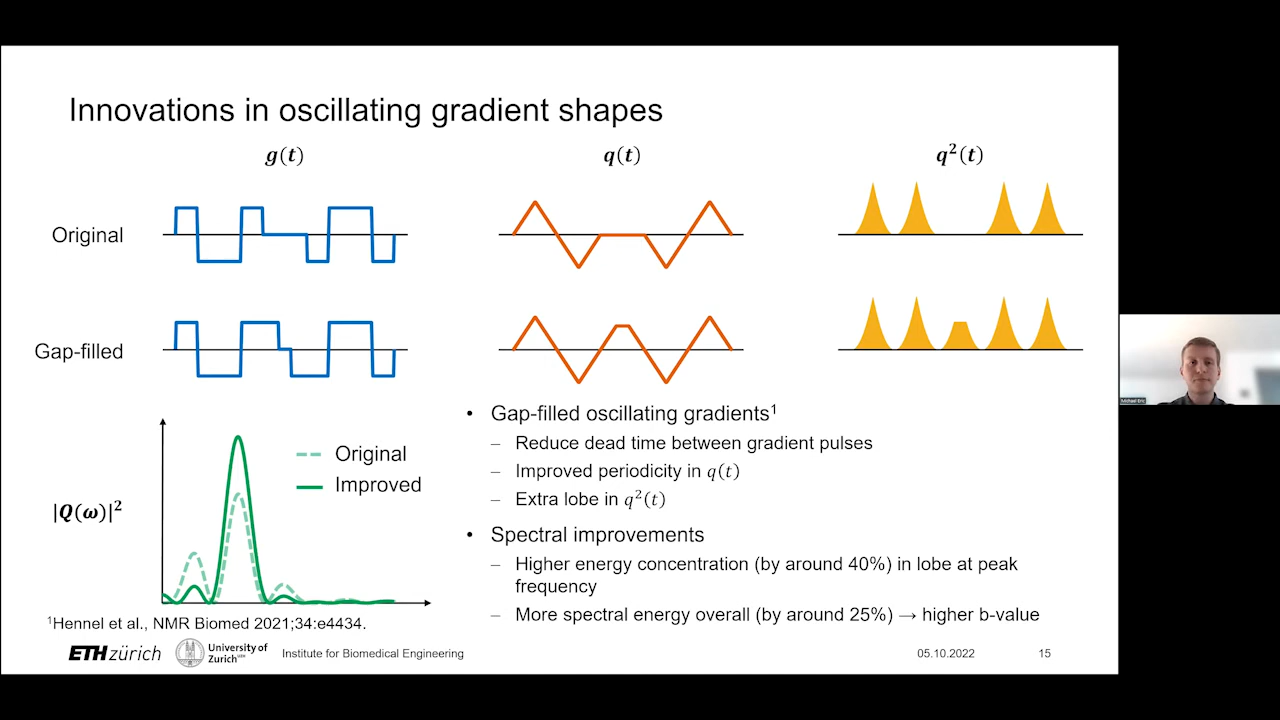 Innovations in oscillating gradient shapes
g(t)
q(t)
q²(t)
Original
Gap-filled
Original
Improved
|Q(ω)|²
• Gap-filled oscillating gradients¹
– Reduce dead time between gradient pulses
– Improved periodicity in q(t)
– Extra lobe in q²(t)
• Spectral improvements
– Higher energy concentration (by around 40%) in lobe at peak
frequency
– More spectral energy overall (by around 25%) → higher b-value
¹Hennel et al., NMR Biomed 2021;34:e4434.
ETH zürich
University of
Zurich UZH
Institute for Biomedical Engineering
05.10.2022
15
Michael Eric